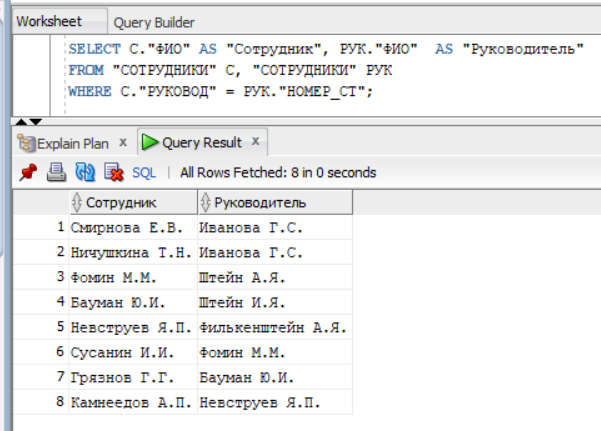 Worksheet Query Builder
SELECT С."ФИО" AS "Сотрудник", РУК."ФИО" AS "Руководитель"
FROM "СОТРУДНИКИ" С, "СОТРУДНИКИ" РУК
WHERE С."РУКОВОД" = РУК."НОМЕР_СТ";
Explain Plan x Query Result x
SQL | All Rows Fetched: 8 in 0 seconds
Сотрудник Руководитель
1 Смирнова Е.В. Иванова Г.С.
2 Ничушкина Т.Н. Иванова Г.С.
3 Фомин М.М. Штейн А.Я.
4 Бауман Ю.И. Штейн И.Я.
5 Невструев Я.П. Филькенштейн А.Я.
6 Сусанин И.И. Фомин М.М.
7 Грязнов Г.Г. Бауман Ю.И.
8 Камнеедов А.П. Невструев Я.П.